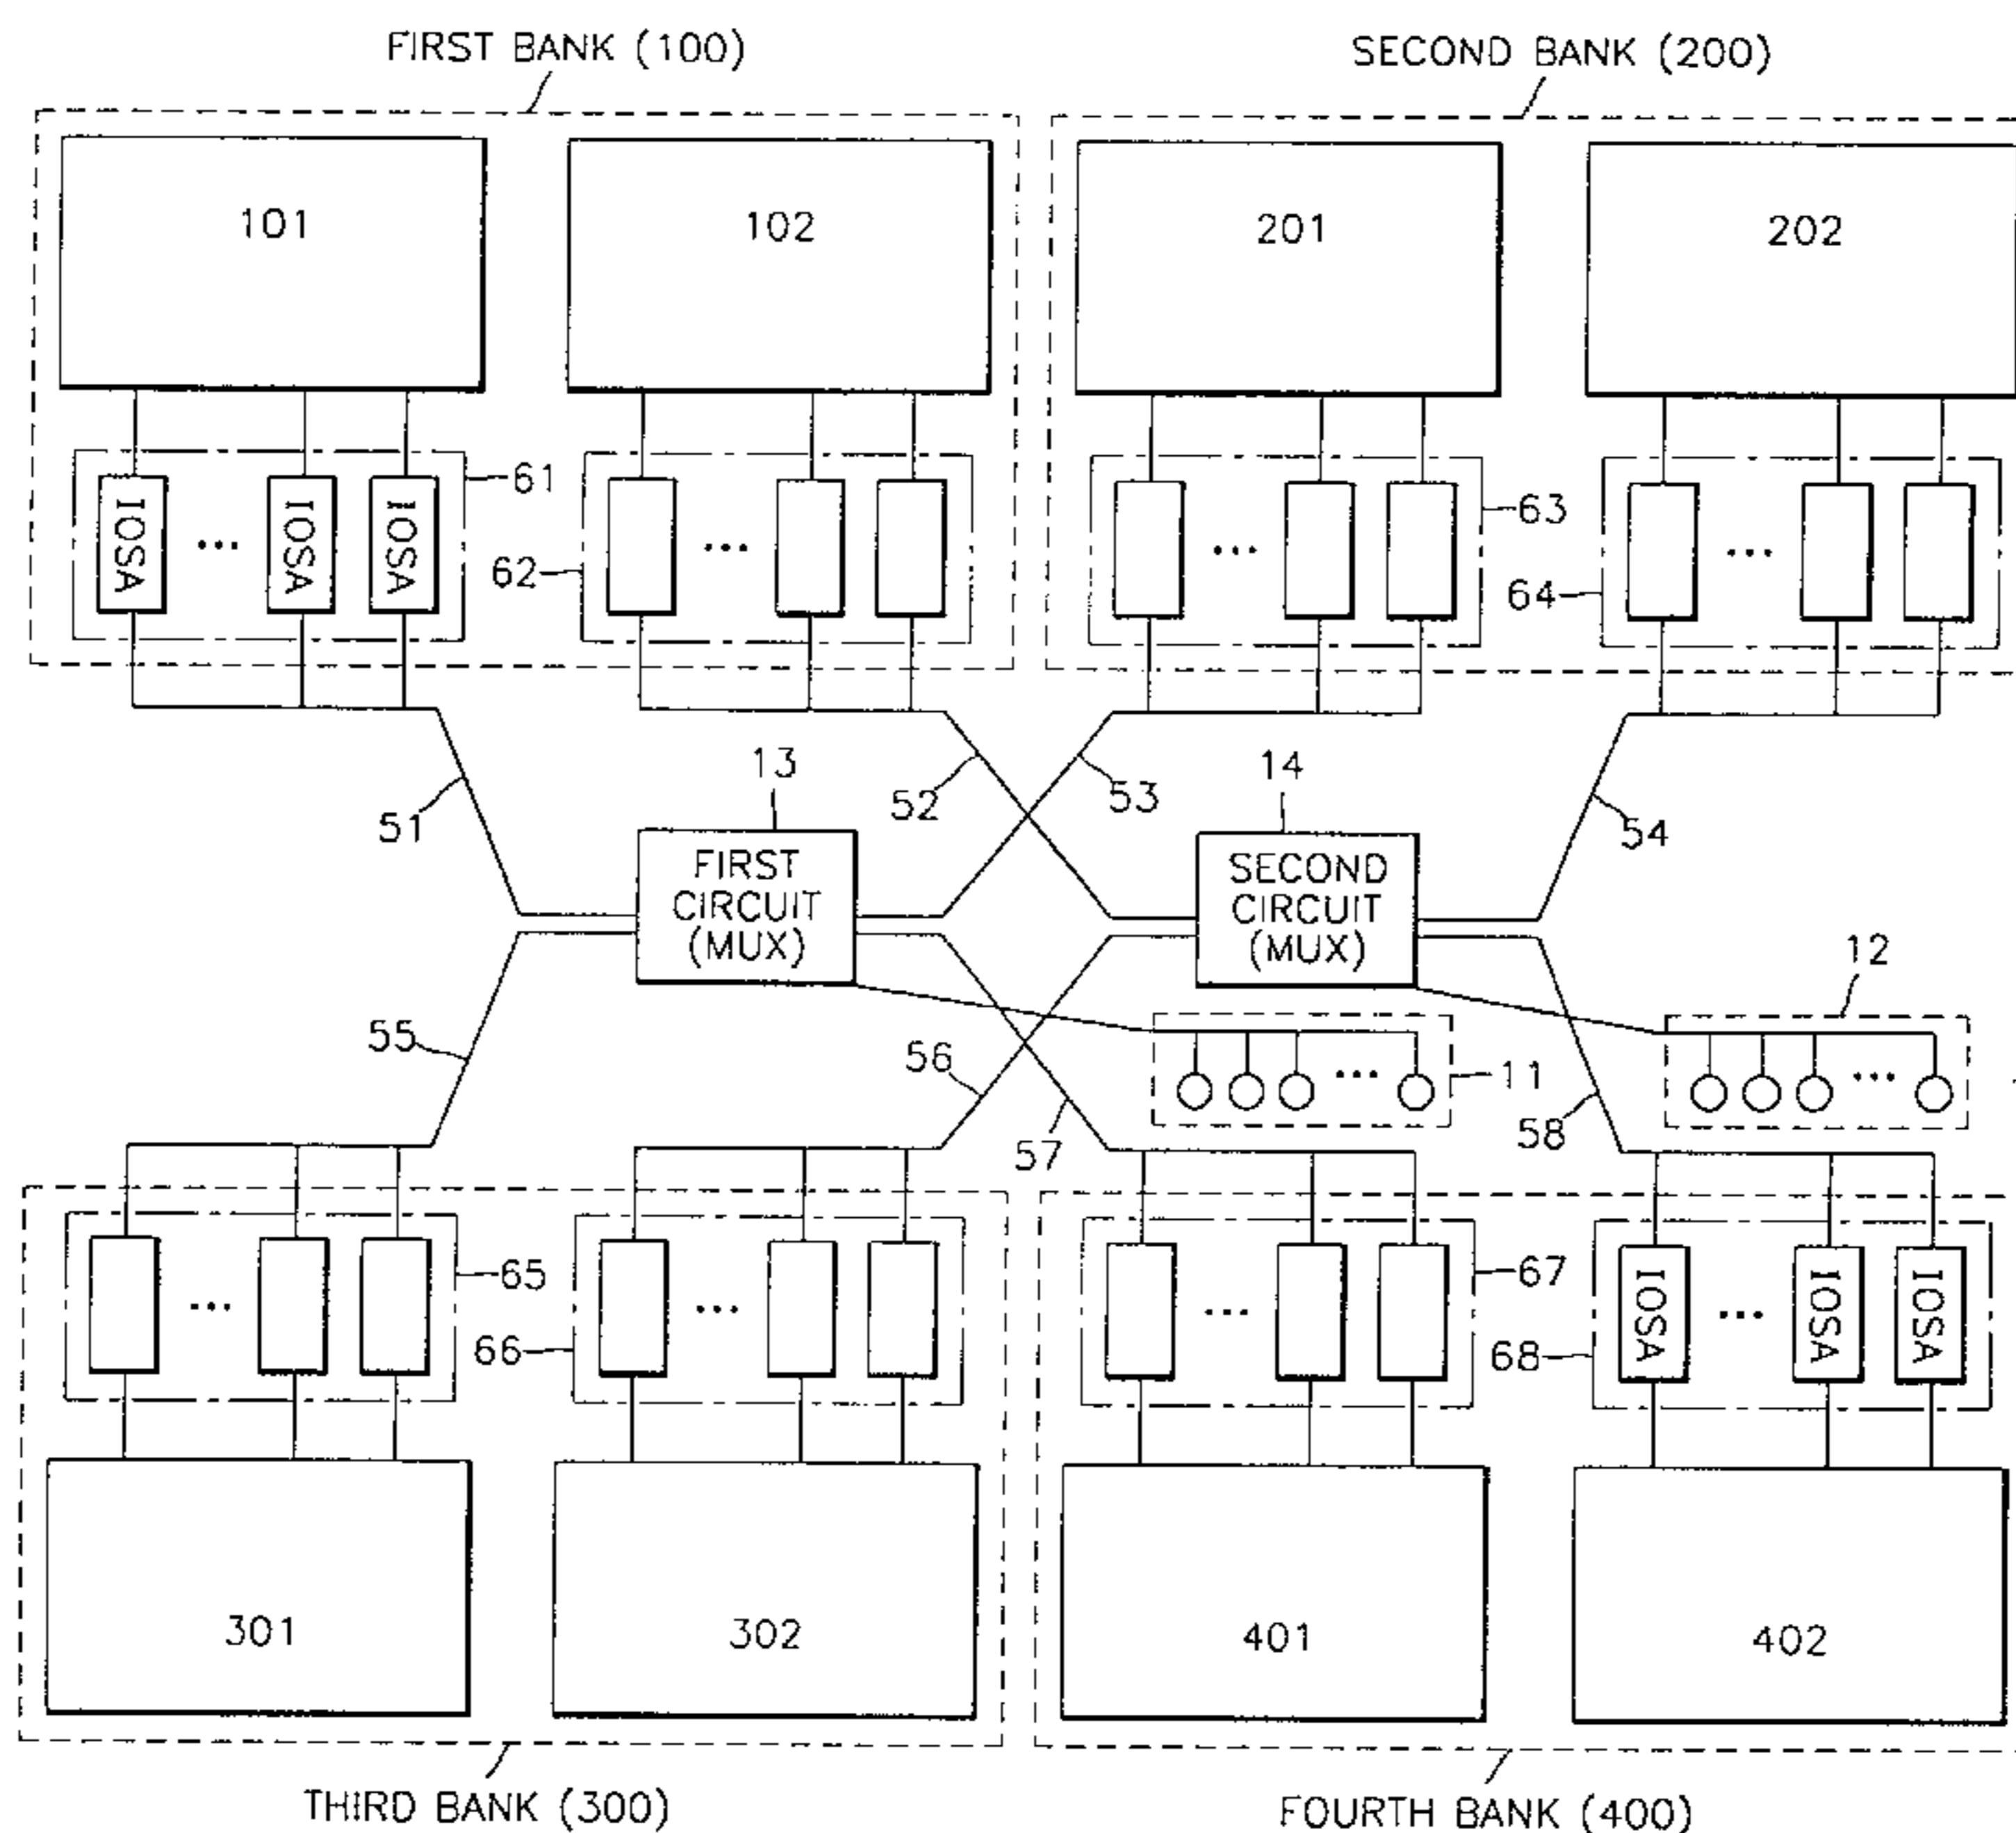 FIRST BANK (100)
SECOND BANK (200)
101
102
201
202
61
62
63
64
IOSA
...
IOSA
IOSA
...
...
...
51
52
53
54
13
14
FIRST
CIRCUIT
(MUX)
SECOND
CIRCUIT
(MUX)
12
55
56
57
11
...
...
58
65
66
67
68
...
...
...
IOSA
...
IOSA
IOSA
301
302
401
402
THIRD BANK (300)
FOURTH BANK (400)